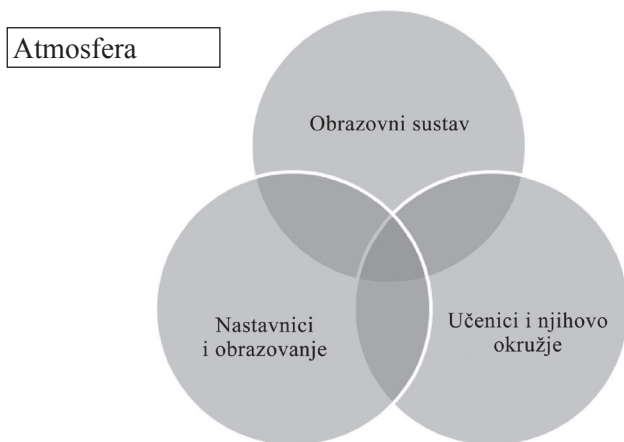 Atmosfera
Obrazovni sustav
Nastavnici
i obrazovanje
Učenici i njihovo
okružje